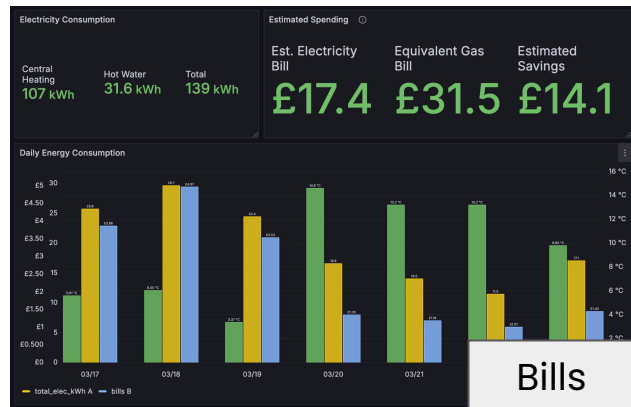 Electricity Consumption
Central
Heating
107 kWh
Hot Water
31.6 kWh
Total
139 kWh
Estimated Spending
Est. Electricity
Bill
£17.4
Equivalent Gas
Bill
£31.5
Estimated
Savings
£14.1
Daily Energy Consumption
£5
£4.50
£4
£3.50
£3
£2.50
£2
£1.50
£1
£0.500
£0
30
25
20
15
10
5
0
16 °C
14 °C
12 °C
10 °C
8 °C
6 °C
4 °C
03/17
03/18
03/19
03/20
03/21
total_elec_kWh A
bills B
Bills